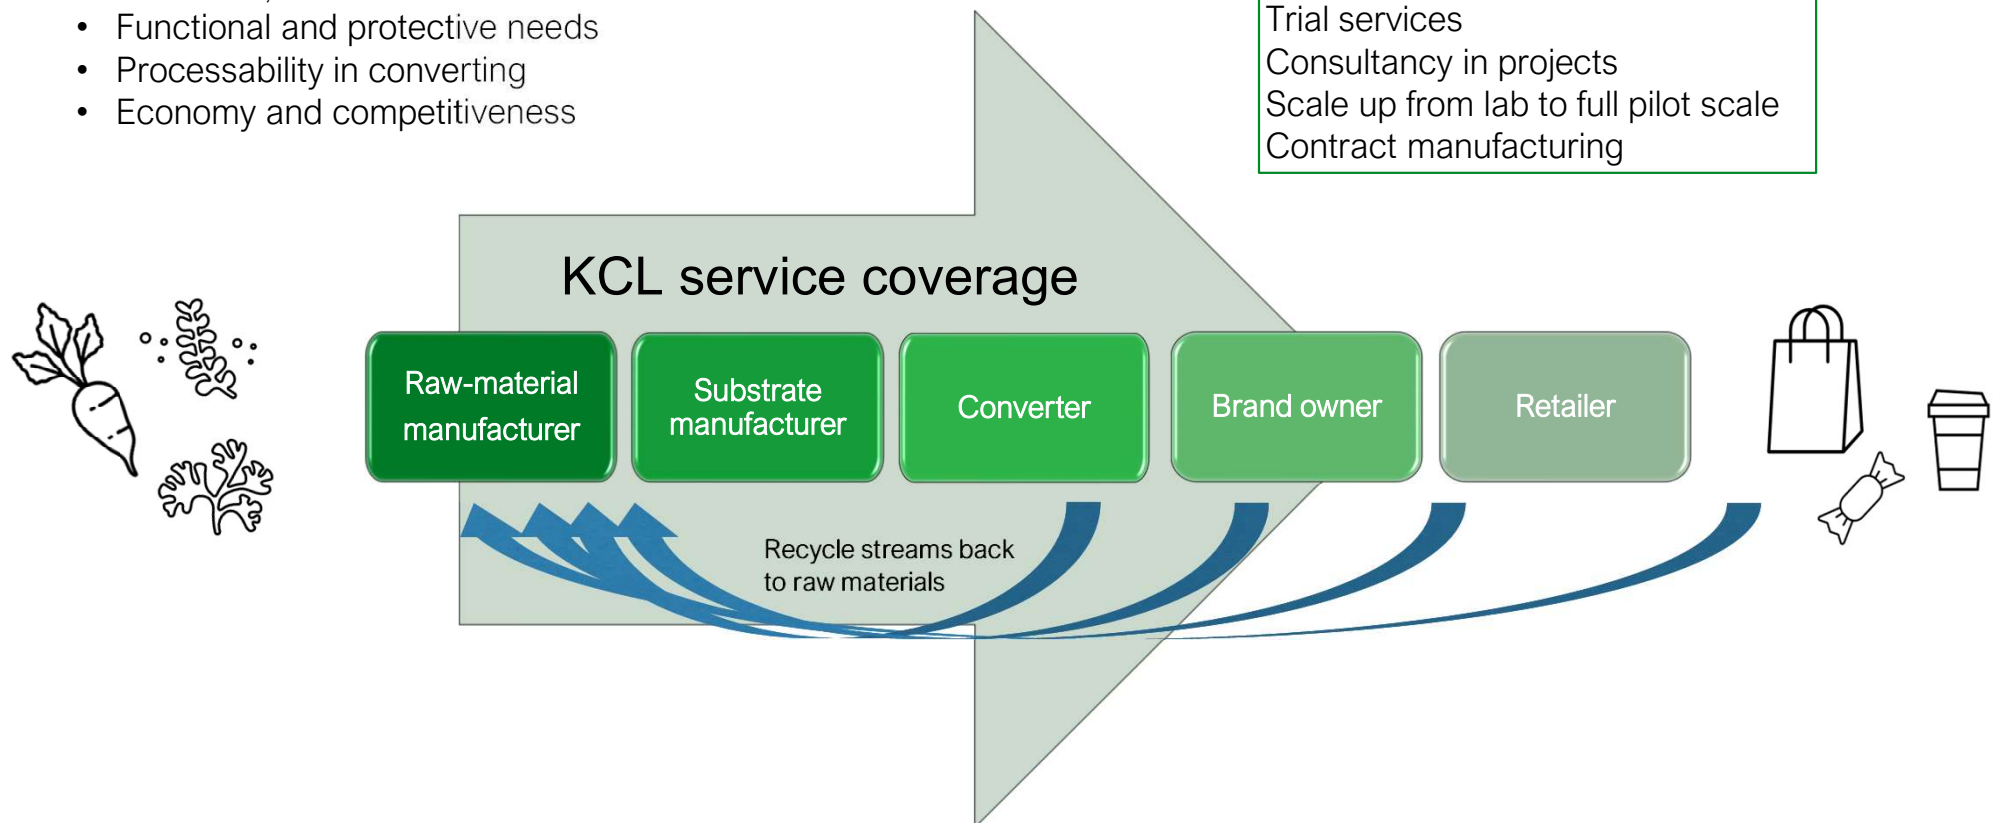 • Functional and protective needs
• Processability in converting
• Economy and competitiveness
Trial services
Consultancy in projects
Scale up from lab to full pilot scale
Contract manufacturing
KCL service coverage
Raw-material
manufacturer
Substrate
manufacturer
Converter
Brand owner
Retailer
Recycle streams back
to raw materials